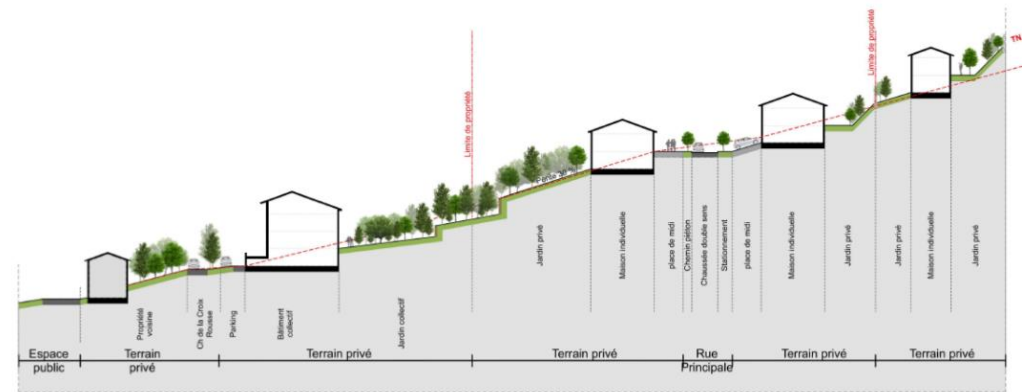 Limite de propriété
Limite de propriété
TN
Pente 30 %
Propriété
voisine
Ch de la Croix
Rousse
Parking
Bâtiment
collectif
Jardin collectif
Jardin privé
Maison individuelle
place de midi
Chemin piéton
Chaussée double sens
Stationnement
place de midi
Maison individuelle
Jardin privé
Jardin privé
Maison individuelle
Jardin privé
Espace
public
Terrain
privé
Terrain privé
Terrain privé
Rue
Principale
Terrain privé
Terrain privé